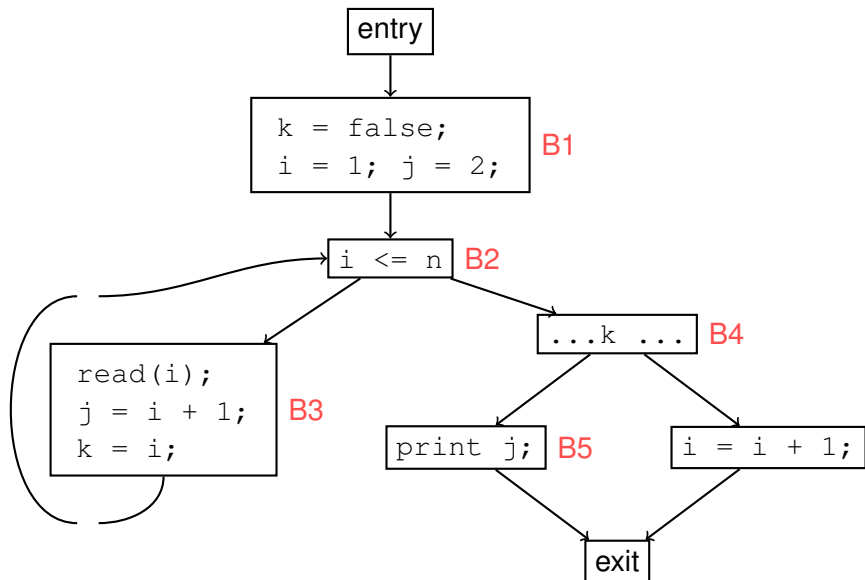 entry
k = false;
i = 1; j = 2;
B1
i <= n
B2
...k ...
B4
read(i);
j = i + 1;
k = i;
B3
print j;
B5
i = i + 1;
exit